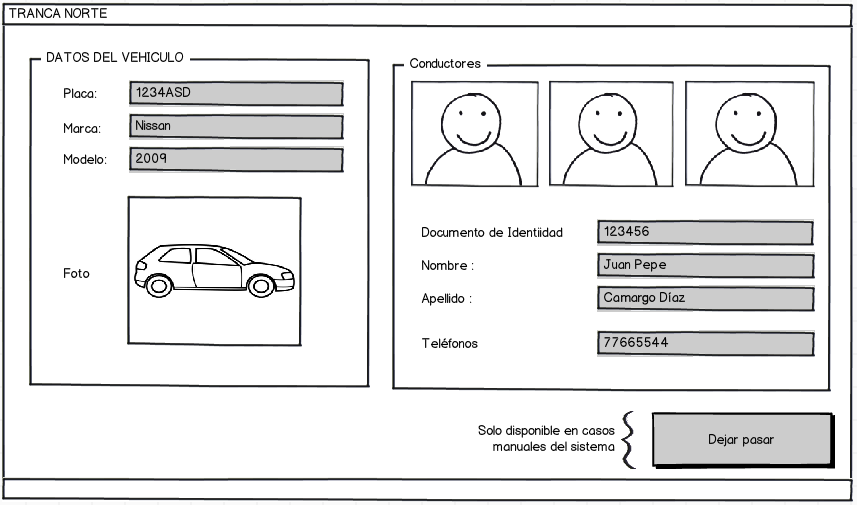 TRANCA NORTE
DATOS DEL VEHICULO
Placa: 1234ASD
Marca: Nissan
Modelo: 2009
Foto
Conductores
Documento de Identiidad 123456
Nombre : Juan Pepe
Apellido : Camargo Díaz
Teléfonos 77665544
Solo disponible en casos
manuales del sistema
Dejar pasar